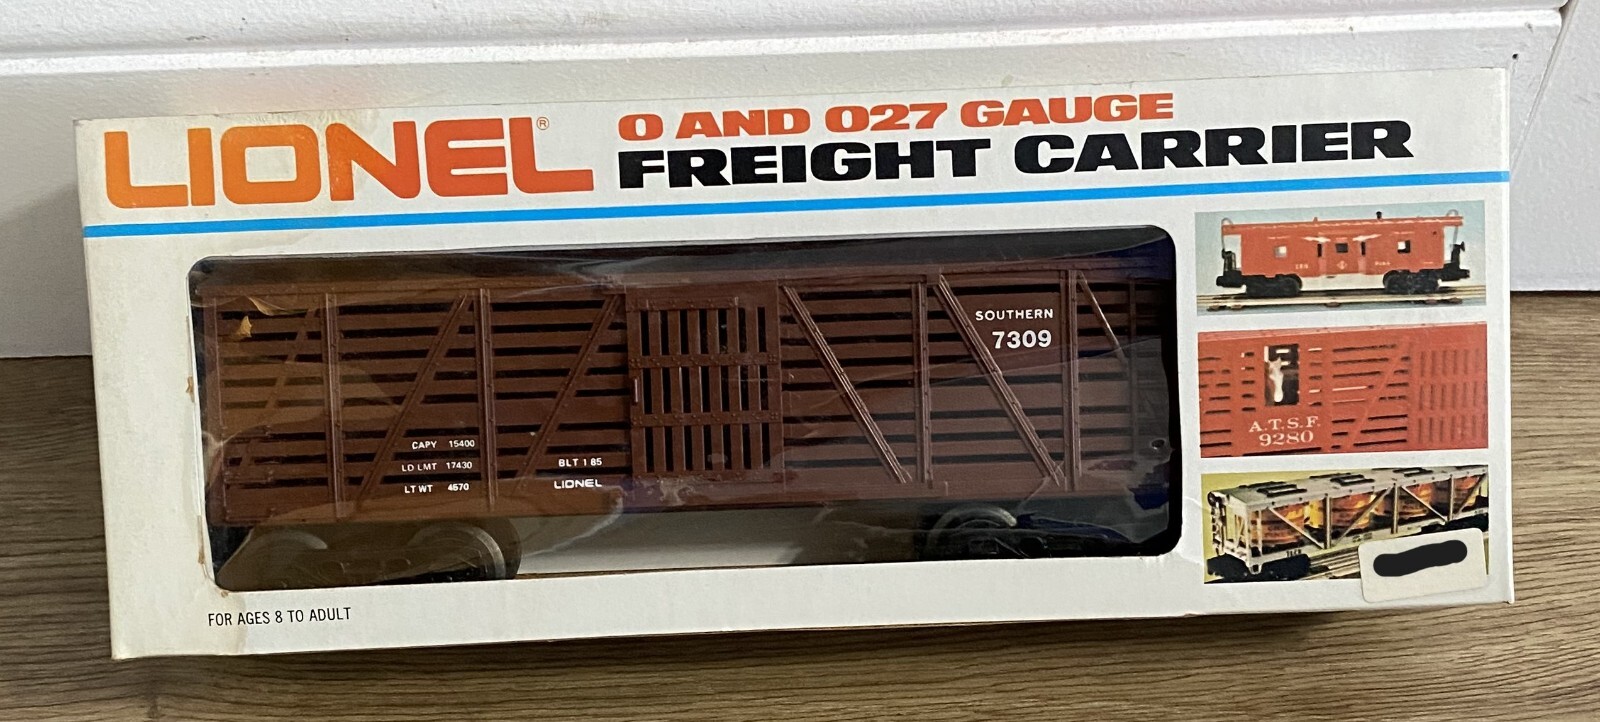 LIONEL®
O AND O27 GAUGE
FREIGHT CARRIER
SOUTHERN
7309
CAPY 15400
LD LMT 17430
LT WT 4570
BLT 1 85
LIONEL
A.T.S.F.
9280
FOR AGES 8 TO ADULT